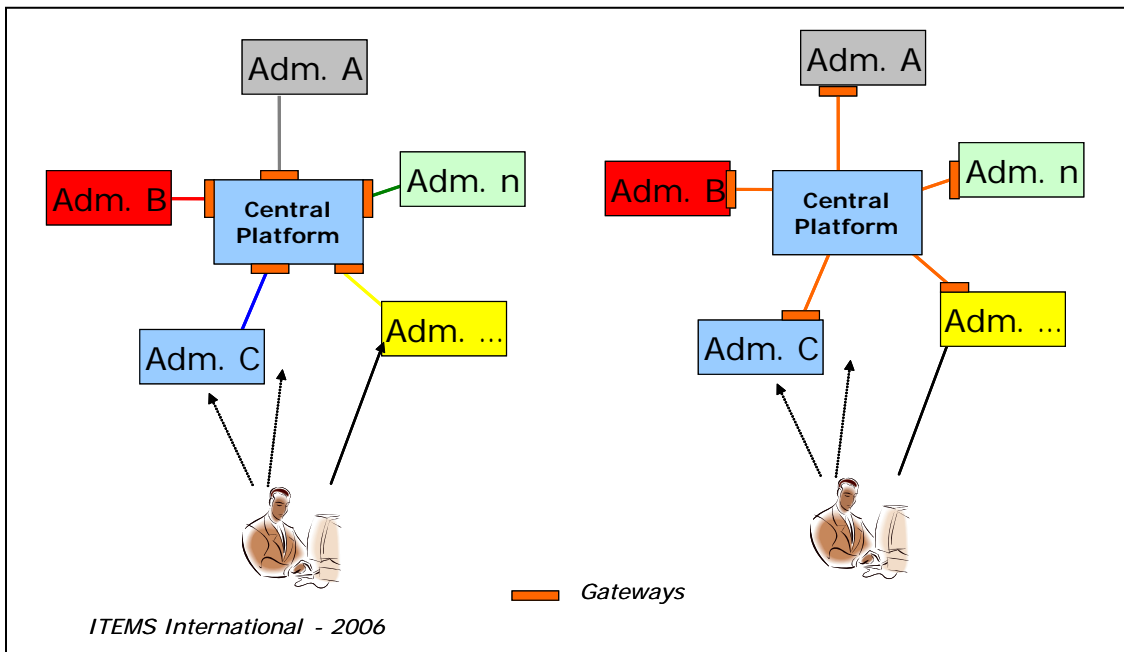 Adm. A
Adm. B
Adm. n
Central
Platform
Adm. C
Adm. ...
Adm. A
Adm. B
Adm. n
Central
Platform
Adm. C
Adm. ...
Gateways
ITEMS International - 2006